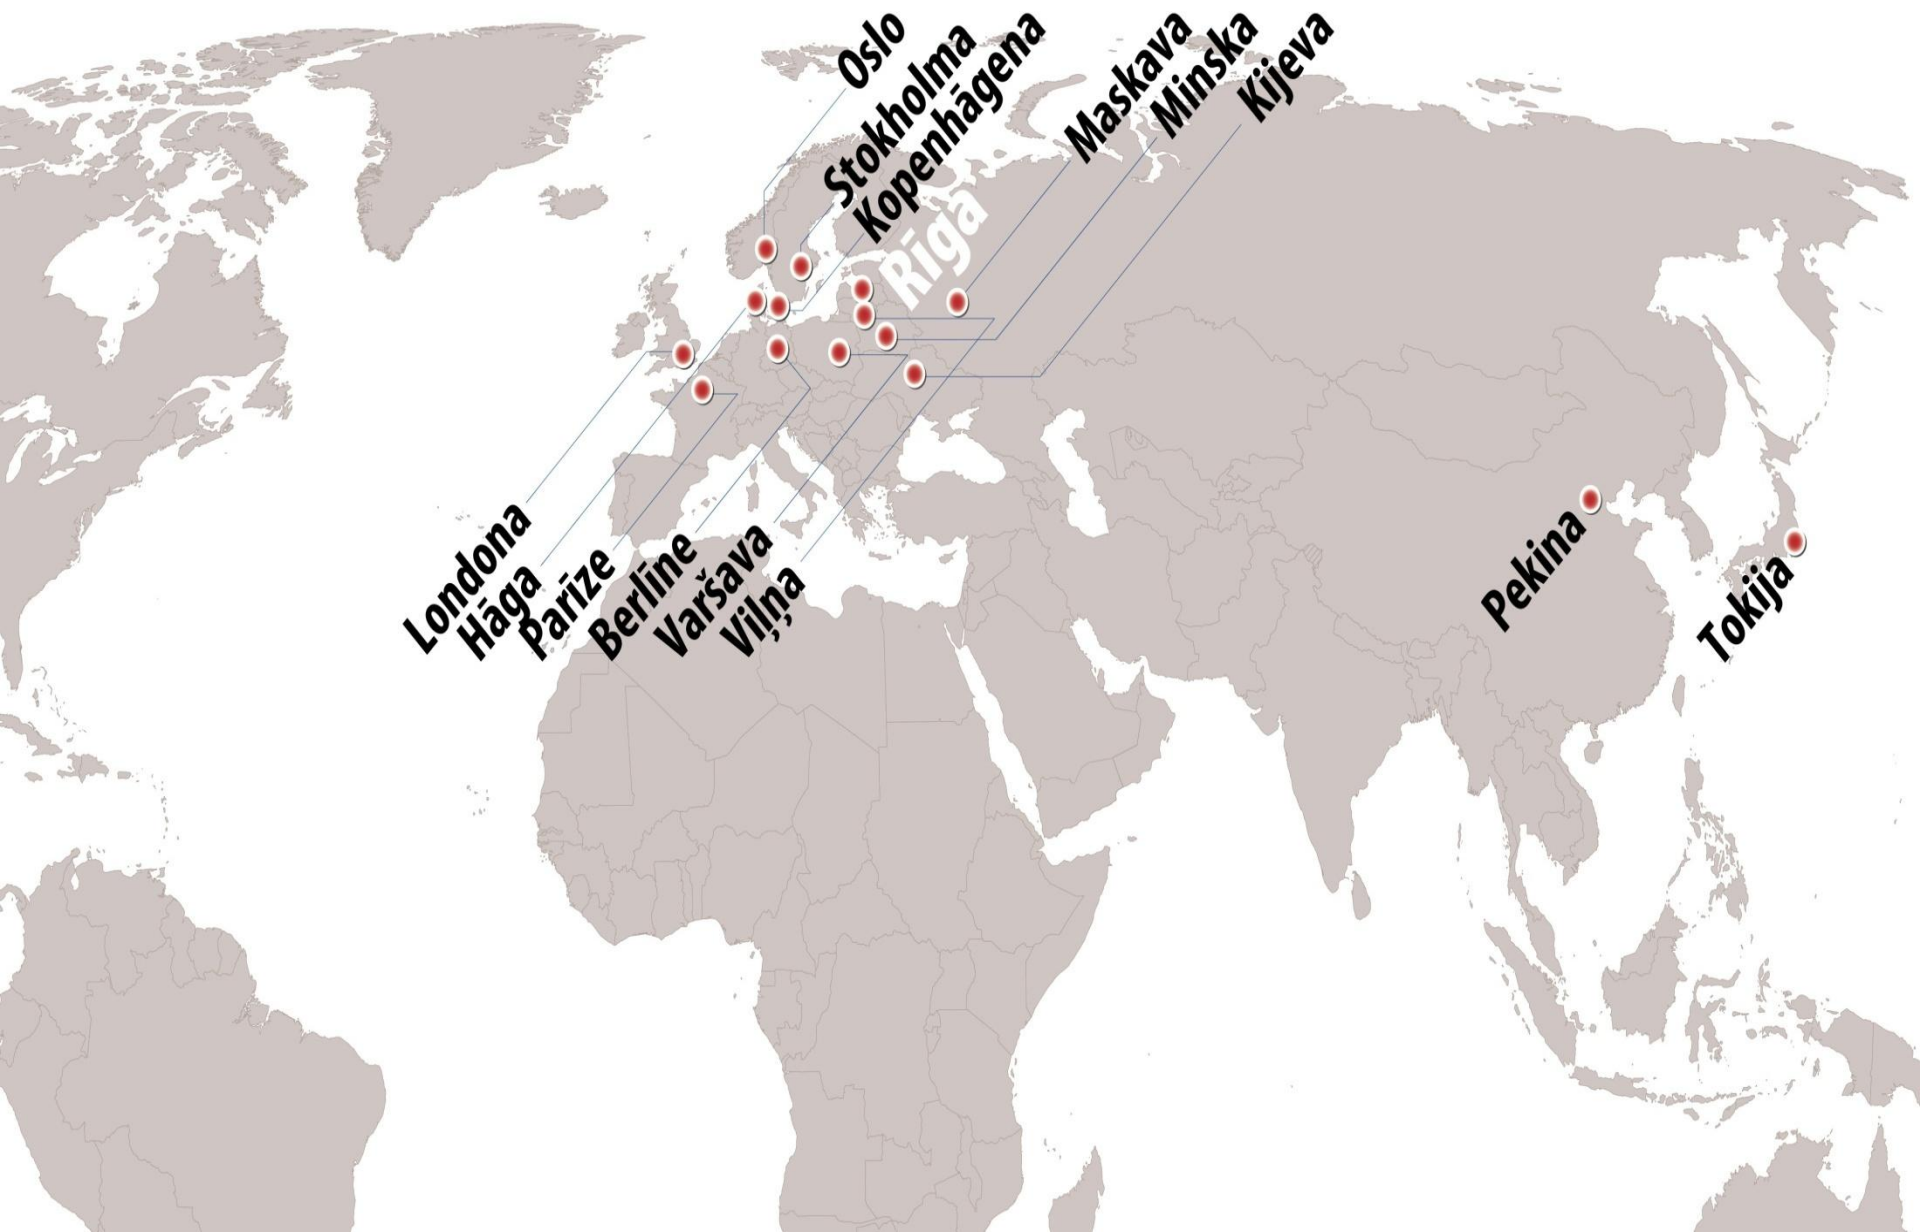 Oslo
Stokholma
Kopenhāgena
Rīga
Maskava
Minska
Kijeva
Londona
Hāga
Parīze
Berlīne
Varšava
Viļņa
Pekina
Tokija